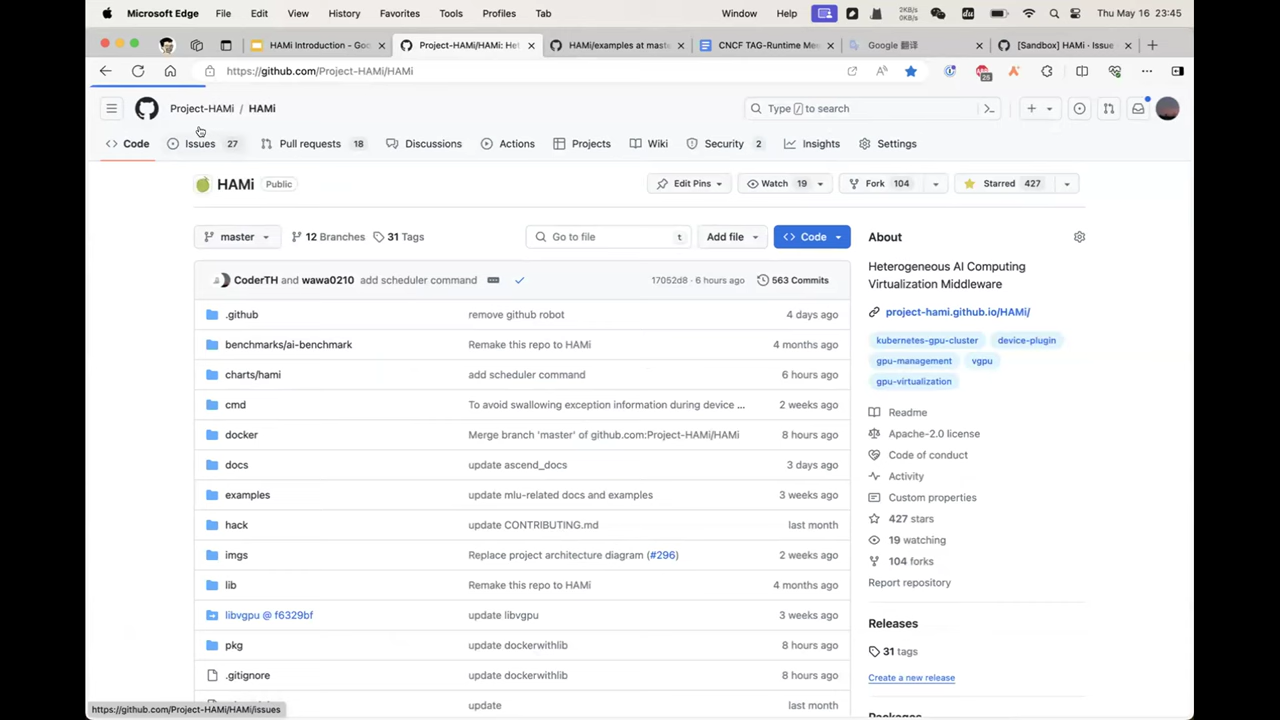 Microsoft Edge File Edit View History Favorites Tools Profiles Tab Window Help 2KB/s 0KB/s du Thu May 16 23:45
HAMi Introduction - Goo Project-HAMi/HAMi: Het HAMi/examples at maste CNCF TAG-Runtime Me Google 翻译 [Sandbox] HAMi · Issue
https://github.com/Project-HAMi/HAMi 25
Project-HAMi / HAMi Type / to search
Code Issues 27 Pull requests 18 Discussions Actions Projects Wiki Security 2 Insights Settings
HAMi Public Edit Pins Watch 19 Fork 104 Starred 427
master 12 Branches 31 Tags Go to file t Add file Code
CoderTH and wawa0210 add scheduler command 17052d8 · 6 hours ago 563 Commits
.github remove github robot 4 days ago
benchmarks/ai-benchmark Remake this repo to HAMi 4 months ago
charts/hami add scheduler command 6 hours ago
cmd To avoid swallowing exception information during device ... 2 weeks ago
docker Merge branch 'master' of github.com:Project-HAMi/HAMi 8 hours ago
docs update ascend_docs 3 days ago
examples update mlu-related docs and examples 3 weeks ago
hack update CONTRIBUTING.md last month
imgs Replace project architecture diagram (#296) 2 weeks ago
lib Remake this repo to HAMi 4 months ago
libvgpu @ f6329bf update libvgpu 3 weeks ago
pkg update dockerwithlib 8 hours ago
.gitignore update dockerwithlib 8 hours ago
update last month
About
Heterogeneous AI Computing
Virtualization Middleware
project-hami.github.io/HAMi/
kubernetes-gpu-cluster device-plugin
gpu-management vgpu
gpu-virtualization
Readme
Apache-2.0 license
Code of conduct
Activity
Custom properties
427 stars
19 watching
104 forks
Report repository
Releases
31 tags
Create a new release
Packages
https://github.com/Project-HAMi/HAMi/issues